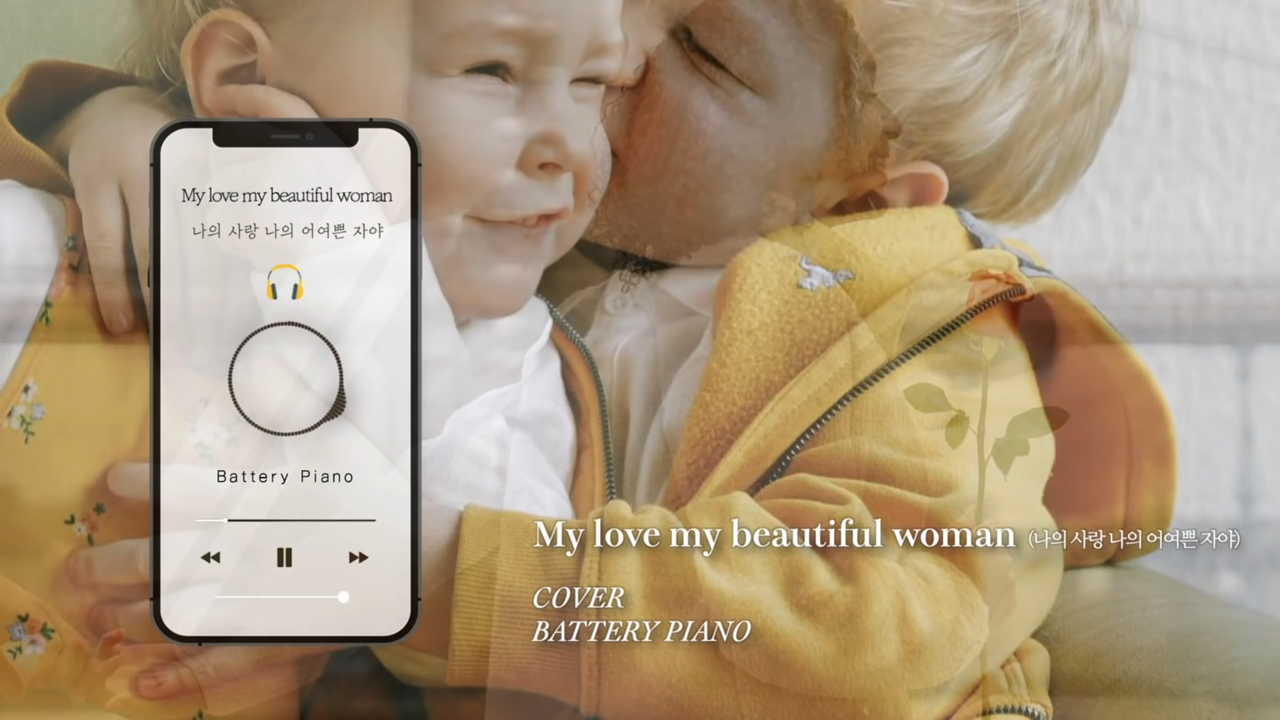 My love my beautiful woman
나의 사랑 나의 어여쁜 자야
Battery Piano
My love my beautiful woman (나의 사랑 나의 어여쁜 자야)
COVER
BATTERY PIANO